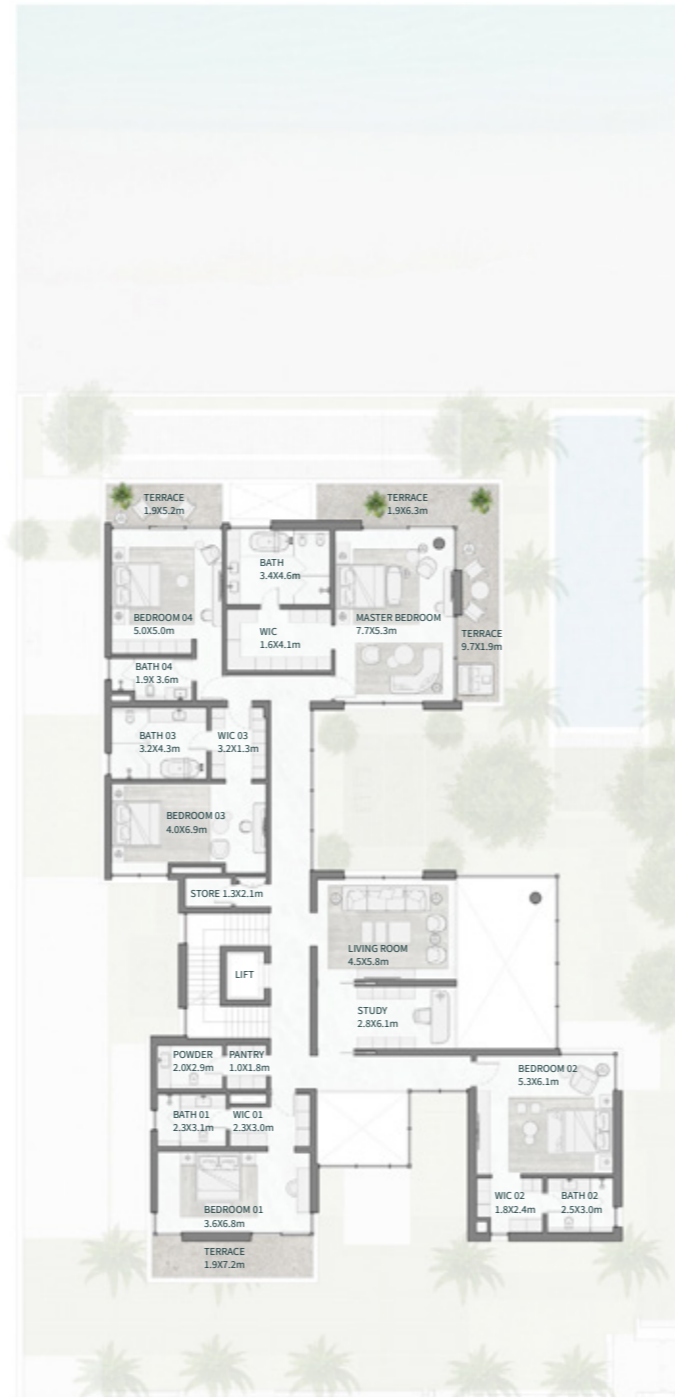 TERRACE
1.9X5.2m
TERRACE
1.9X6.3m
BATH
3.4X4.6m
BEDROOM 04
5.0X5.0m
WIC
1.6X4.1m
MASTER BEDROOM
7.7X5.3m
TERRACE
9.7X1.9m
BATH 04
1.9X 3.6m
BATH 03
3.2X4.3m
WIC 03
3.2X1.3m
BEDROOM 03
4.0X6.9m
STORE 1.3X2.1m
LIVING ROOM
4.5X5.8m
LIFT
STUDY
2.8X6.1m
POWDER
2.0X2.9m
PANTRY
1.0X1.8m
BEDROOM 02
5.3X6.1m
BATH 01
2.3X3.1m
WIC 01
2.3X3.0m
WIC 02
1.8X2.4m
BATH 02
2.5X3.0m
BEDROOM 01
3.6X6.8m
TERRACE
1.9X7.2m